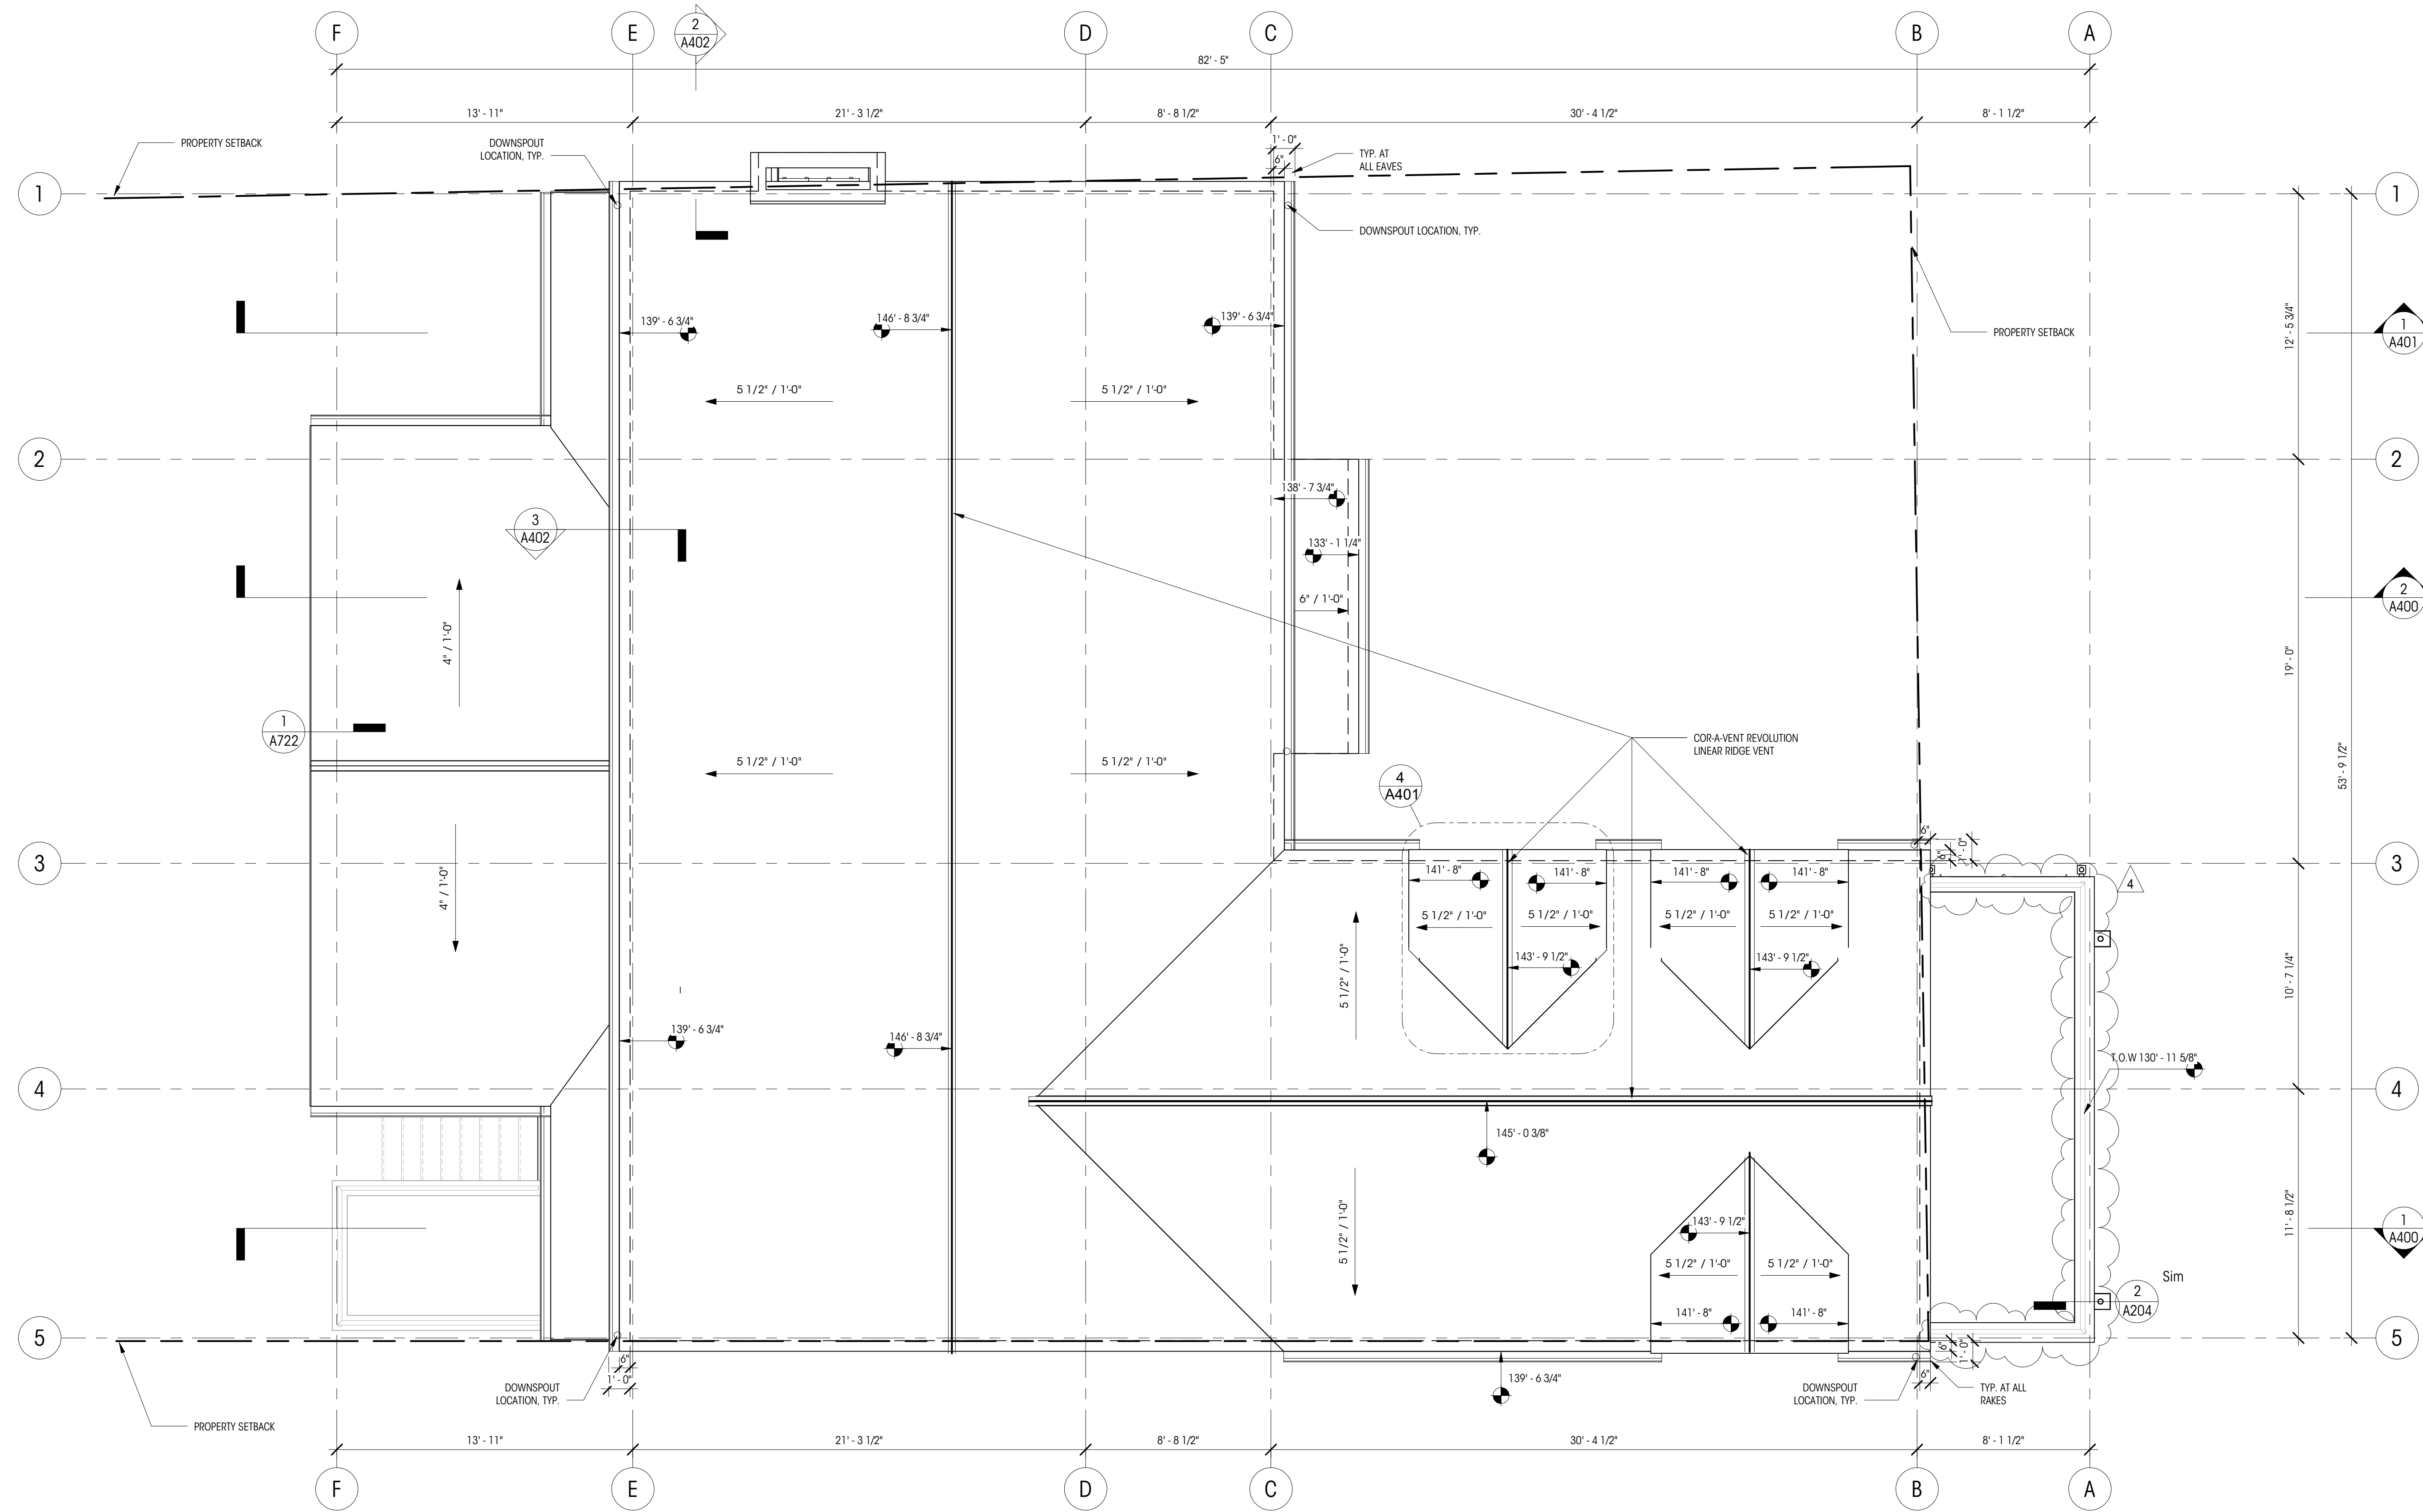 F
E
2
A402
D
C
B
A
82' - 5"
13' - 11"
21' - 3 1/2"
8' - 8 1/2"
30' - 4 1/2"
8' - 1 1/2"
PROPERTY SETBACK
DOWNSPOUT
LOCATION, TYP.
1' - 0"
6"
TYP. AT
ALL EAVES
1
1
DOWNSPOUT LOCATION, TYP.
139' - 6 3/4"
146' - 8 3/4"
139' - 6 3/4"
PROPERTY SETBACK
12' - 5 3/4"
1
A401
5 1/2" / 1'-0"
5 1/2" / 1'-0"
2
2
138' - 7 3/4"
3
A402
133' - 1 1/4"
6" / 1'-0"
2
A400
4" / 1'-0"
19' - 0"
1
A722
COR-A-VENT REVOLUTION
LINEAR RIDGE VENT
5 1/2" / 1'-0"
5 1/2" / 1'-0"
53' - 9 1/2"
4
A401
6"
6"
1' - 0"
3
3
4" / 1'-0"
141' - 8"
141' - 8"
141' - 8"
141' - 8"
4
5 1/2" / 1'-0"
5 1/2" / 1'-0"
5 1/2" / 1'-0"
5 1/2" / 1'-0"
143' - 9 1/2"
143' - 9 1/2"
5 1/2" / 1'-0"
10' - 7 1/4"
139' - 6 3/4"
146' - 8 3/4"
T.O.W 130' - 11 5/8"
4
4
145' - 0 3/8"
5 1/2" / 1'-0"
143' - 9 1/2"
11' - 8 1/2"
1
A400
5 1/2" / 1'-0"
5 1/2" / 1'-0"
Sim
2
A204
141' - 8"
141' - 8"
5
5
6"
1' - 0"
6"
1' - 0"
6"
139' - 6 3/4"
DOWNSPOUT
LOCATION, TYP.
DOWNSPOUT
LOCATION, TYP.
TYP. AT ALL
RAKES
PROPERTY SETBACK
13' - 11"
21' - 3 1/2"
8' - 8 1/2"
30' - 4 1/2"
8' - 1 1/2"
F
E
D
C
B
A